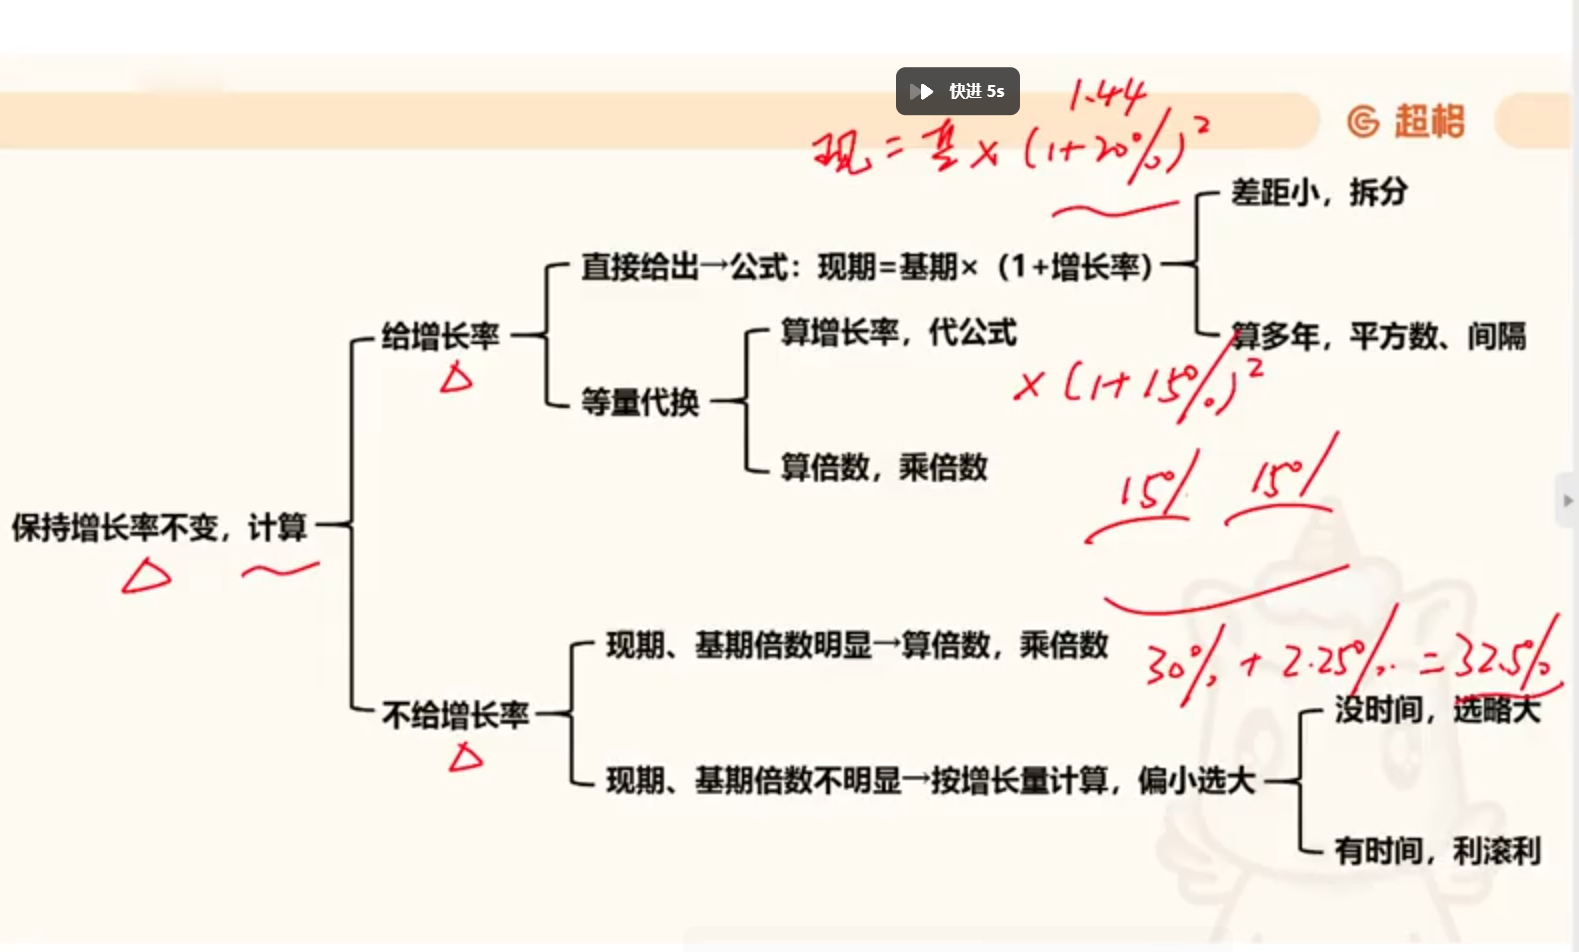 快进 5s
1.44
超格
现 = 基 × (1+20%)²
差距小，拆分
直接给出→公式：现期=基期×（1+增长率）
给增长率
算增长率，代公式
算多年，平方数、间隔
×(1+15%)²
等量代换
算倍数，乘倍数
15% 15%
保持增长率不变，计算
现期、基期倍数明显→算倍数，乘倍数
30% + 2.25% = 32.5%
不给增长率
没时间，选略大
现期、基期倍数不明显→按增长量计算，偏小选大
有时间，利滚利